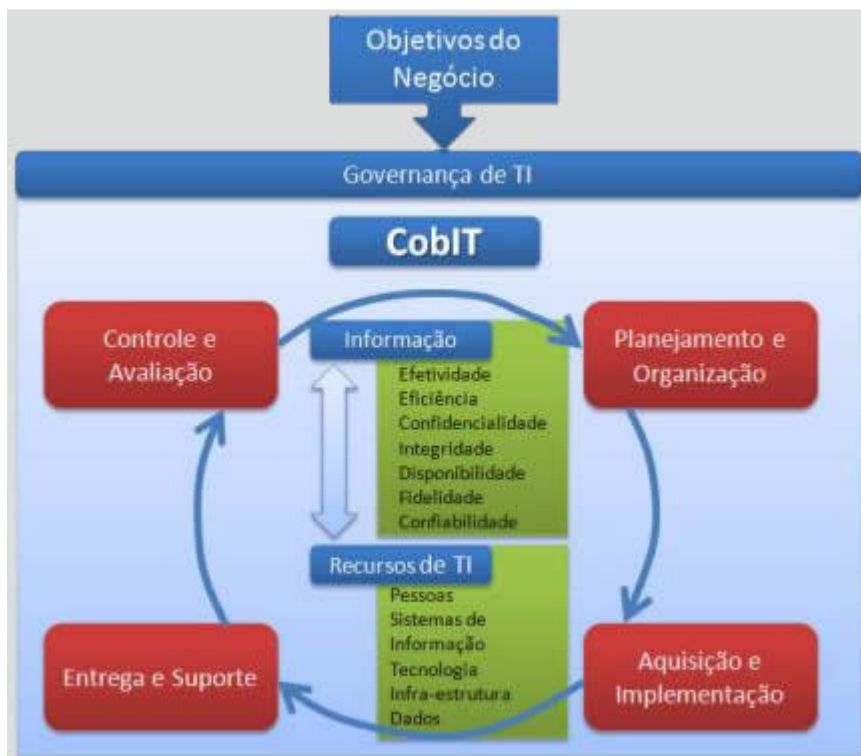 Objetivos do
Negócio
Governança de TI
CobIT
Controle e
Avaliação
Informação
Efetividade
Eficiência
Confidencialidade
Integridade
Disponibilidade
Fidelidade
Confiabilidade
Planejamento e
Organização
Recursos de TI
Pessoas
Sistemas de
Informação
Tecnologia
Infra-estrutura
Dados
Entrega e Suporte
Aquisição e
Implementação